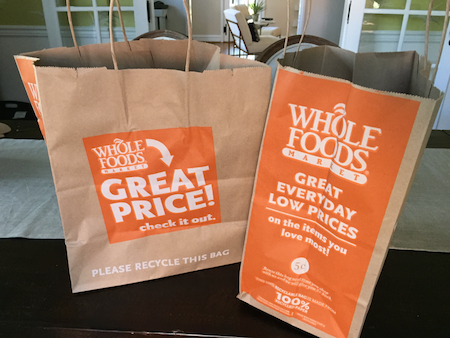 WHOLE
FOODS
MARKET
GREAT
PRICE!
check it out.
PLEASE RECYCLE THIS BAG
WHOLE
FOODS
MARKET
GREAT
EVERYDAY
LOW PRICES
on the items you
love most!
5¢
100%